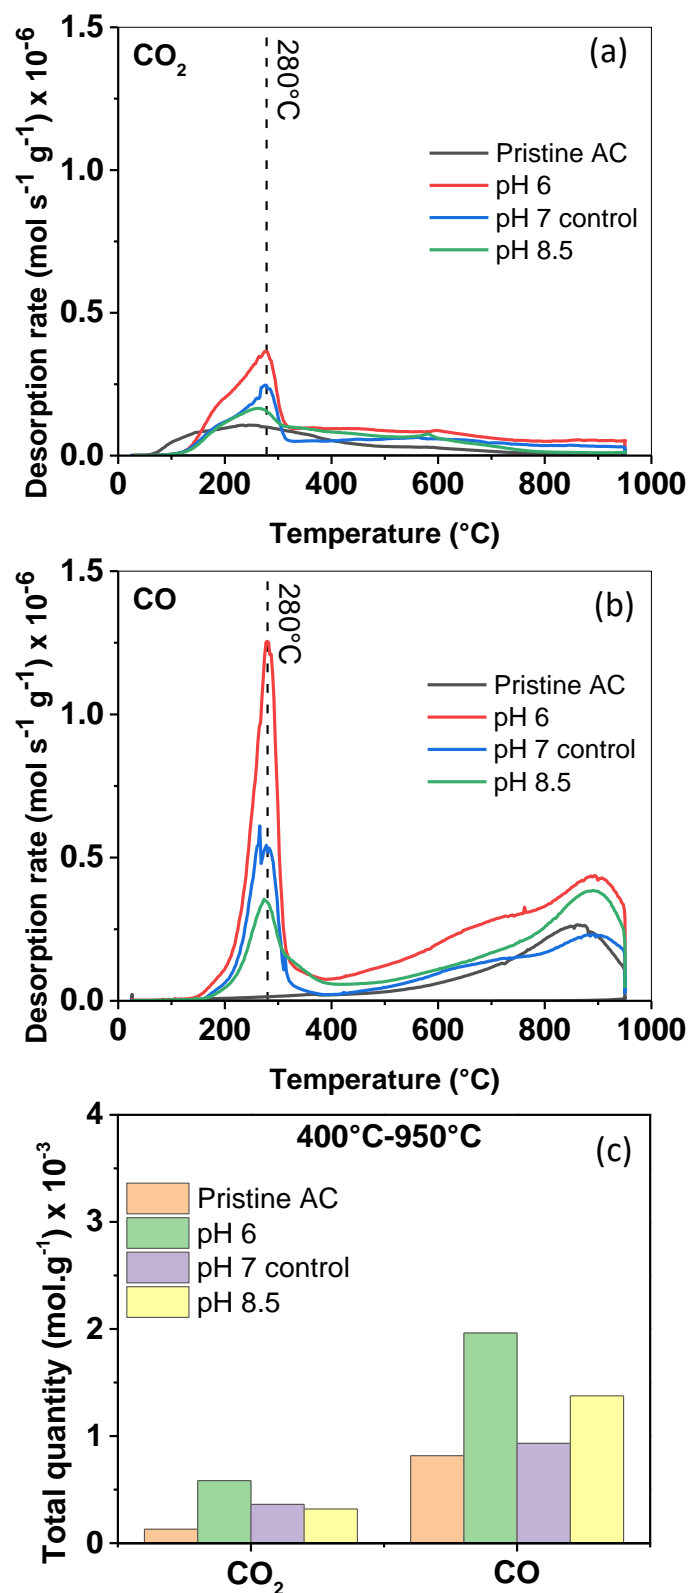 CO₂
(a)
280°C
Pristine AC
pH 6
pH 7 control
pH 8.5
Desorption rate (mol s⁻¹ g⁻¹) x 10⁻⁶
1.5
1.0
0.5
0.0
0 200 400 600 800 1000
Temperature (°C)
CO
(b)
280°C
Pristine AC
pH 6
pH 7 control
pH 8.5
Desorption rate (mol s⁻¹ g⁻¹) x 10⁻⁶
1.5
1.0
0.5
0.0
0 200 400 600 800 1000
Temperature (°C)
400°C-950°C
(c)
Pristine AC
pH 6
pH 7 control
pH 8.5
Total quantity (mol.g⁻¹) x 10⁻³
4
3
2
1
0
CO₂ CO